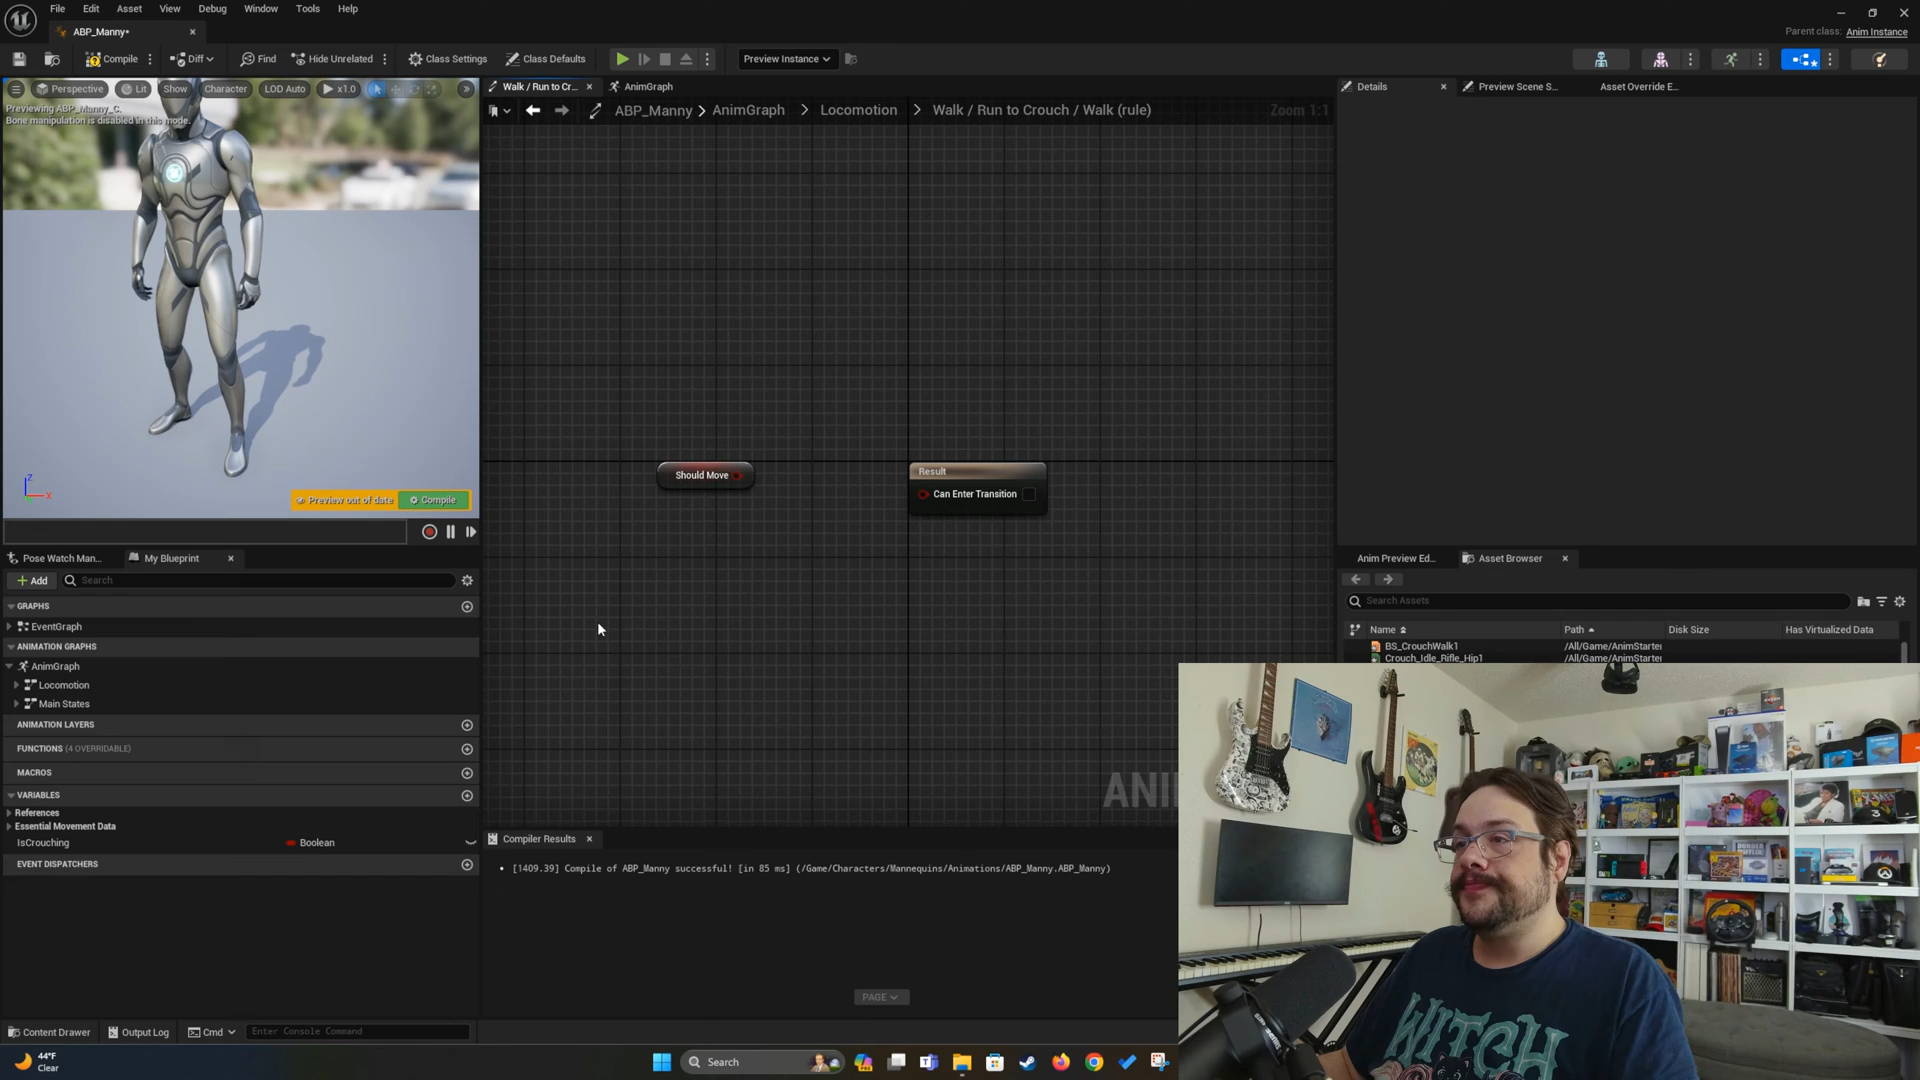 File Edit Asset View Debug Window Tools Help
ABP_Manny*
Parent class: Anim Instance
Compile Diff Find Hide Unrelated Class Settings Class Defaults Preview Instance
Perspective Lit Show Character LOD Auto x1.0
Previewing ABP_Manny_C.
Bone manipulation is disabled in this mode.
Z
X
Preview out of date Compile
Walk / Run to Cr... AnimGraph
ABP_Manny > AnimGraph > Locomotion > Walk / Run to Crouch / Walk (rule)
Zoom 1:1
Should Move
Result
Can Enter Transition
ANI
Details Preview Scene S... Asset Override E...
Pose Watch Man... My Blueprint
Add Search
GRAPHS
EventGraph
ANIMATION GRAPHS
AnimGraph
Locomotion
Main States
ANIMATION LAYERS
FUNCTIONS (4 OVERRIDABLE)
MACROS
VARIABLES
References
Essential Movement Data
IsCrouching Boolean
EVENT DISPATCHERS
Compiler Results
[1409.39] Compile of ABP_Manny successful! [in 85 ms] (/Game/Characters/Mannequins/Animations/ABP_Manny.ABP_Manny)
PAGE
Anim Preview Ed... Asset Browser
Search Assets
Name Path Disk Size Has Virtualized Data
BS_CrouchWalk1 /All/Game/AnimStarter
Crouch_Idle_Rifle_Hip1 /All/Game/AnimStarter
WITCH
Content Drawer Output Log Cmd Enter Console Command
44°F
Clear
Search